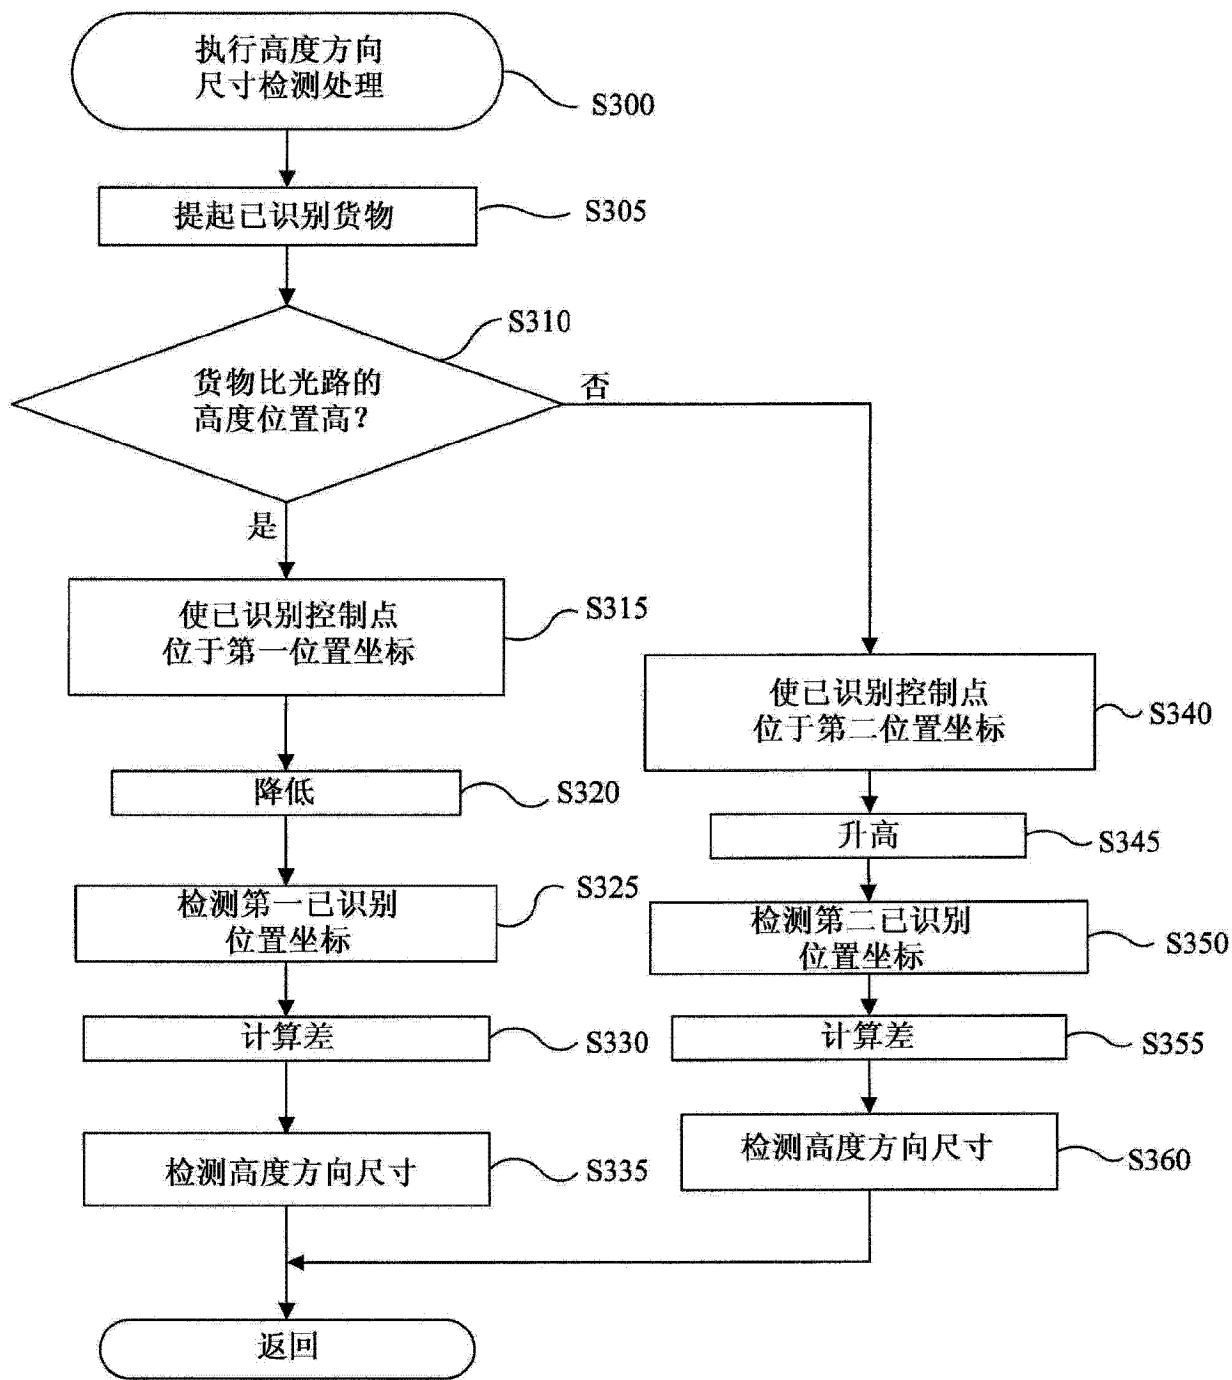 执行高度方向
尺寸检测处理
S300
提起已识别货物
S305
S310
货物比光路的
高度位置高?
否
是
使已识别控制点
位于第一位置坐标
S315
降低
S320
检测第一已识别
位置坐标
S325
计算差
S330
检测高度方向尺寸
S335
使已识别控制点
位于第二位置坐标
S340
升高
S345
检测第二已识别
位置坐标
S350
计算差
S355
检测高度方向尺寸
S360
返回